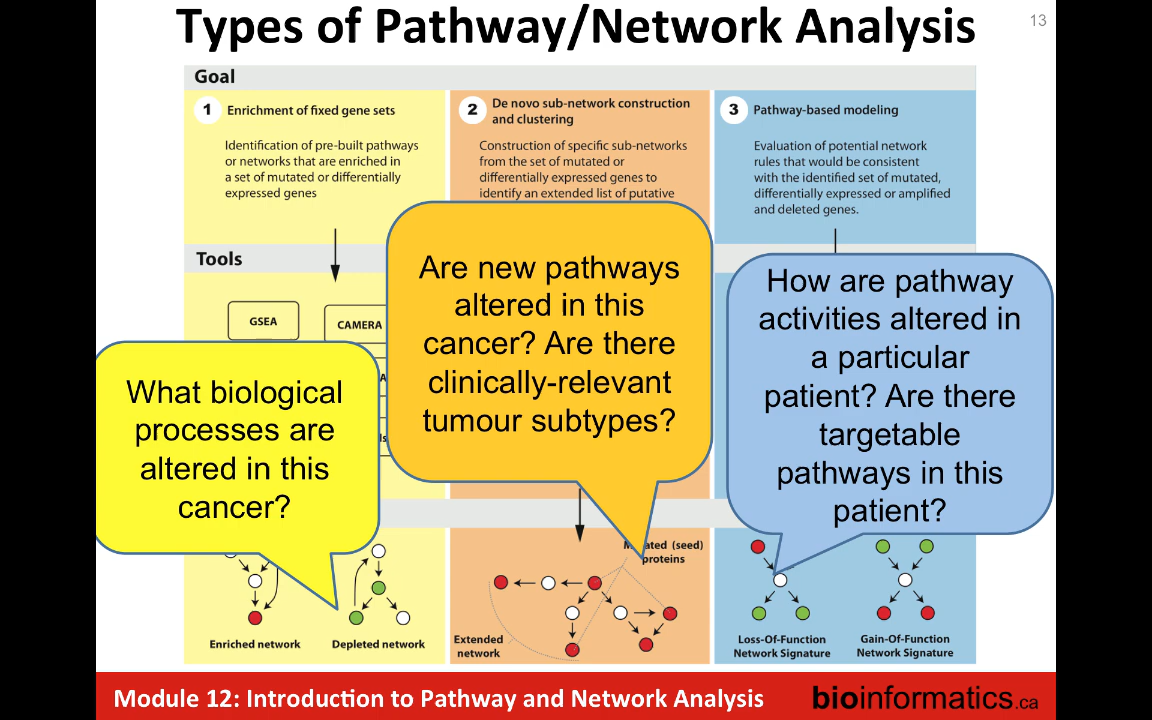 Types of Pathway/Network Analysis
13
Goal
1 Enrichment of fixed gene sets
Identification of pre-built pathways
or networks that are enriched in
a set of mutated or differentially
expressed genes
2 De novo sub-network construction
and clustering
Construction of specific sub-networks
from the set of mutated or
differentially expressed genes to
identify an extended list of putative
3 Pathway-based modeling
Evaluation of potential network
rules that would be consistent
with the identified set of mutated,
differentially expressed or amplified
and deleted genes.
Tools
GSEA
CAMERA
What biological
processes are
altered in this
cancer?
Are new pathways
altered in this
cancer? Are there
clinically-relevant
tumour subtypes?
How are pathway
activities altered in
a particular
patient? Are there
targetable
pathways in this
patient?
Enriched network
Depleted network
(seed)
proteins
Extended
network
Loss-Of-Function
Network Signature
Gain-Of-Function
Network Signature
Module 12: Introduction to Pathway and Network Analysis
bioinformatics.ca